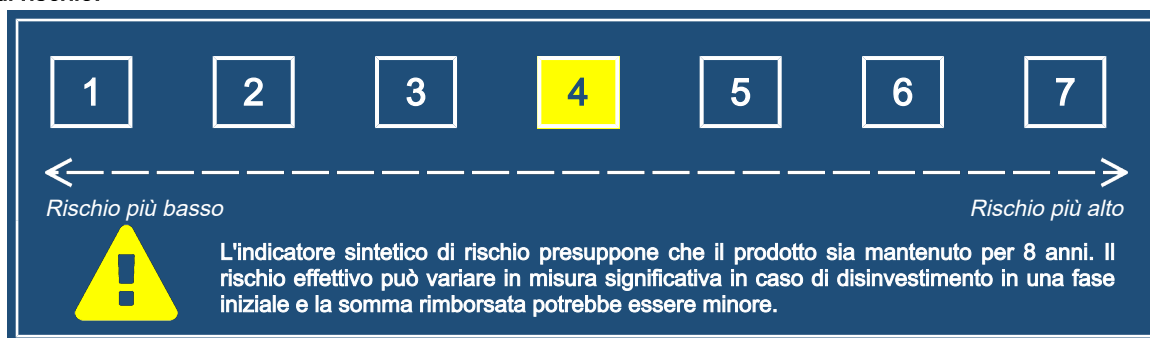 di rischio:
1 2 3 4 5 6 7
Rischio più basso Rischio più alto
L'indicatore sintetico di rischio presuppone che il prodotto sia mantenuto per 8 anni. Il
rischio effettivo può variare in misura significativa in caso di disinvestimento in una fase
iniziale e la somma rimborsata potrebbe essere minore.